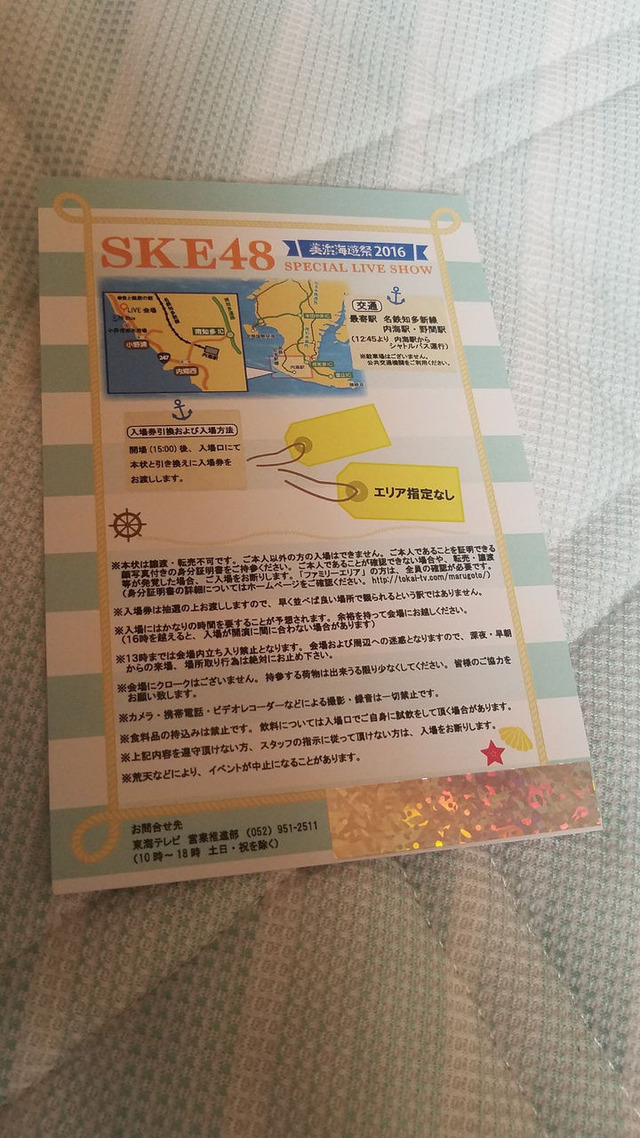 SKE48
美浜海遊祭2016
SPECIAL LIVE SHOW
LIVE会場
小野浦
南知多IC
247
内海駅
内海西
交通
最寄駅 名鉄知多新線
内海駅・野間駅
(12:45より 内海駅から
シャトルバス運行)
※駐車場はございません。
公共交通機関をご利用ください。
入場券引換および入場方法
開場(15:00)後、入場口にて
本状と引き換えに入場券を
お渡しします。
エリア指定なし
※本状は譲渡・転売不可です。ご本人以外の方の入場はできません。ご本人であることを証明できる
顔写真付きの身分証明書をご持参ください。ご本人であることが確認できない場合や、転売・譲渡
等が発覚した場合、ご入場をお断りします。「ファミリーエリア」の方は、全員の確認が必要です。
(身分証明書の詳細についてはホームページをご確認ください。http://tokai-tv.com/marugoto/)
※入場券は抽選の上お渡ししますので、早く並べば良い場所で観られるという訳ではありません。
※入場にはかなりの時間を要することが予想されます。余裕を持って会場にお越しください。
(16時を越えると、入場が開演に間に合わない場合があります)
※13時までは会場内立ち入り禁止となります。会場および周辺への迷惑となりますので、深夜・早朝
からの来場、場所取り行為は絶対にお止め下さい。
※会場にクロークはございません。持参する荷物は出来うる限り少なくしてください。皆様のご協力を
お願い致します。
※カメラ・携帯電話・ビデオレコーダーなどによる撮影・録音は一切禁止です。
※食料品の持込みは禁止です。飲料については入場口でご自身に試飲をして頂く場合があります。
※上記内容を遵守頂けない方、スタッフの指示に従って頂けない方は、入場をお断りします。
※荒天などにより、イベントが中止になることがあります。
お問合せ先
東海テレビ 営業推進部 (052) 951-2511
(10時～18時 土日・祝を除く)